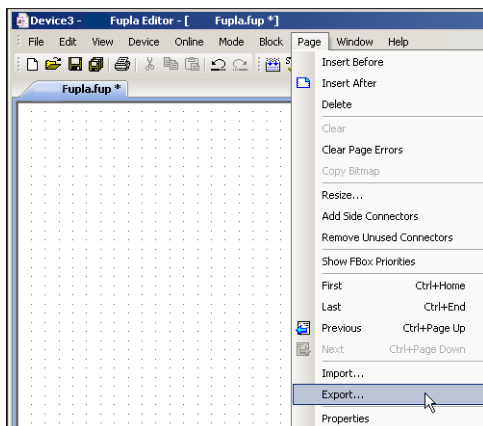 Device3 - Fupla Editor - [ Fupla.fup *]
File Edit View Device Online Mode Block Page Window Help
Fupla.fup *
Insert Before
Insert After
Delete
Clear
Clear Page Errors
Copy Bitmap
Resize...
Add Side Connectors
Remove Unused Connectors
Show FBox Priorities
First Ctrl+Home
Last Ctrl+End
Previous Ctrl+Page Up
Next Ctrl+Page Down
Import...
Export...
Properties